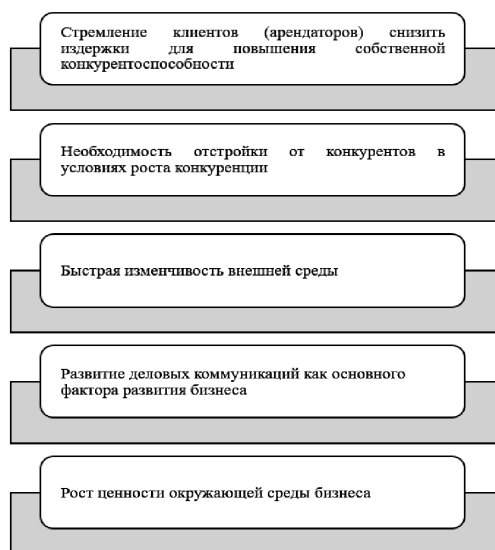 Стремление клиентов (арендаторов) снизить
издержки для повышения собственной
конкурентоспособности
Необходимость отстройки от конкурентов в
условиях роста конкуренции
Быстрая изменчивость внешней среды
Развитие деловых коммуникаций как основного
фактора развития бизнеса
Рост ценности окружающей среды бизнеса